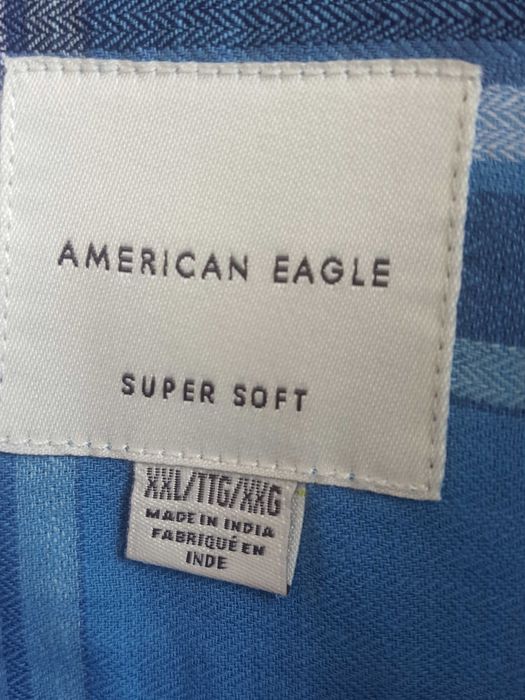 AMERICAN EAGLE
SUPER SOFT
XXL/TTG/XXG
MADE IN INDIA
FABRIQUÉ EN
INDE